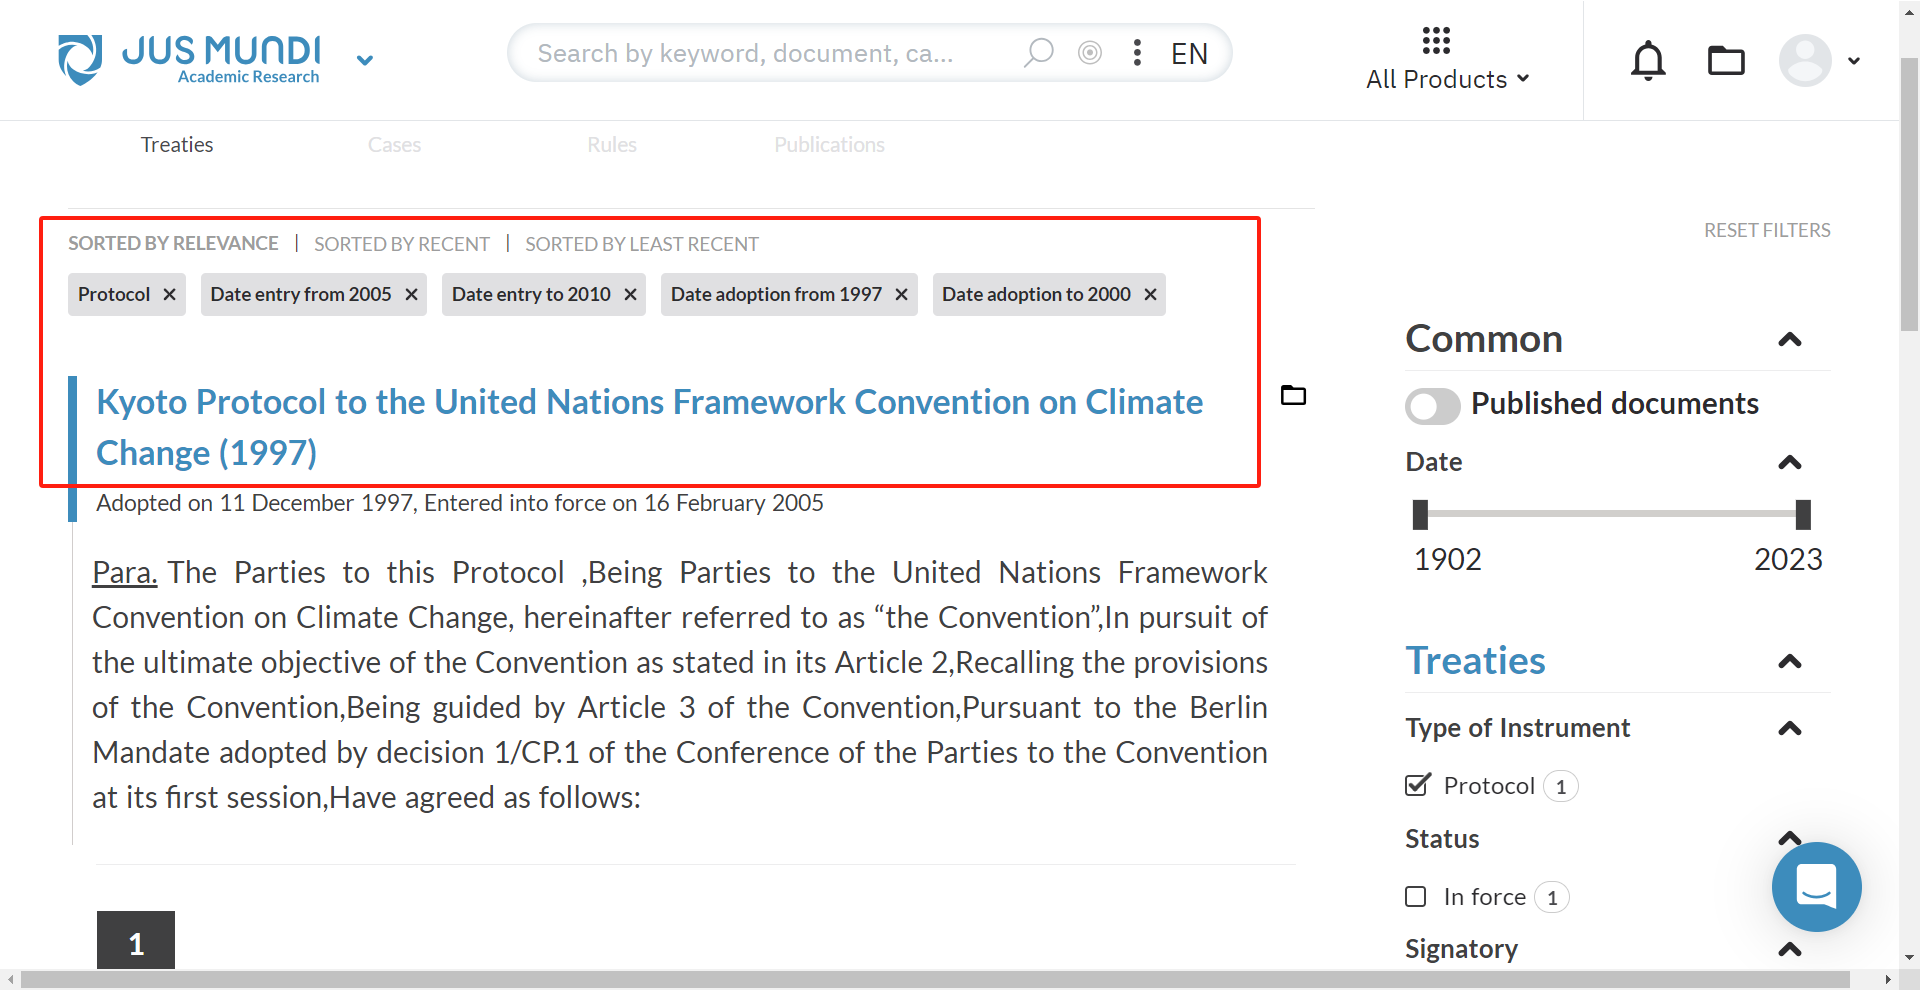 JUS MUNDI
Academic Research
Search by keyword, document, ca...
EN
All Products
Treaties
Cases
Rules
Publications
SORTED BY RELEVANCE | SORTED BY RECENT | SORTED BY LEAST RECENT
RESET FILTERS
Protocol ×
Date entry from 2005 ×
Date entry to 2010 ×
Date adoption from 1997 ×
Date adoption to 2000 ×
Kyoto Protocol to the United Nations Framework Convention on Climate
Change (1997)
Adopted on 11 December 1997, Entered into force on 16 February 2005
Para. The Parties to this Protocol ,Being Parties to the United Nations Framework
Convention on Climate Change, hereinafter referred to as “the Convention”,In pursuit of
the ultimate objective of the Convention as stated in its Article 2,Recalling the provisions
of the Convention,Being guided by Article 3 of the Convention,Pursuant to the Berlin
Mandate adopted by decision 1/CP.1 of the Conference of the Parties to the Convention
at its first session,Have agreed as follows:
1
Common
Published documents
Date
1902
2023
Treaties
Type of Instrument
Protocol 1
Status
In force 1
Signatory